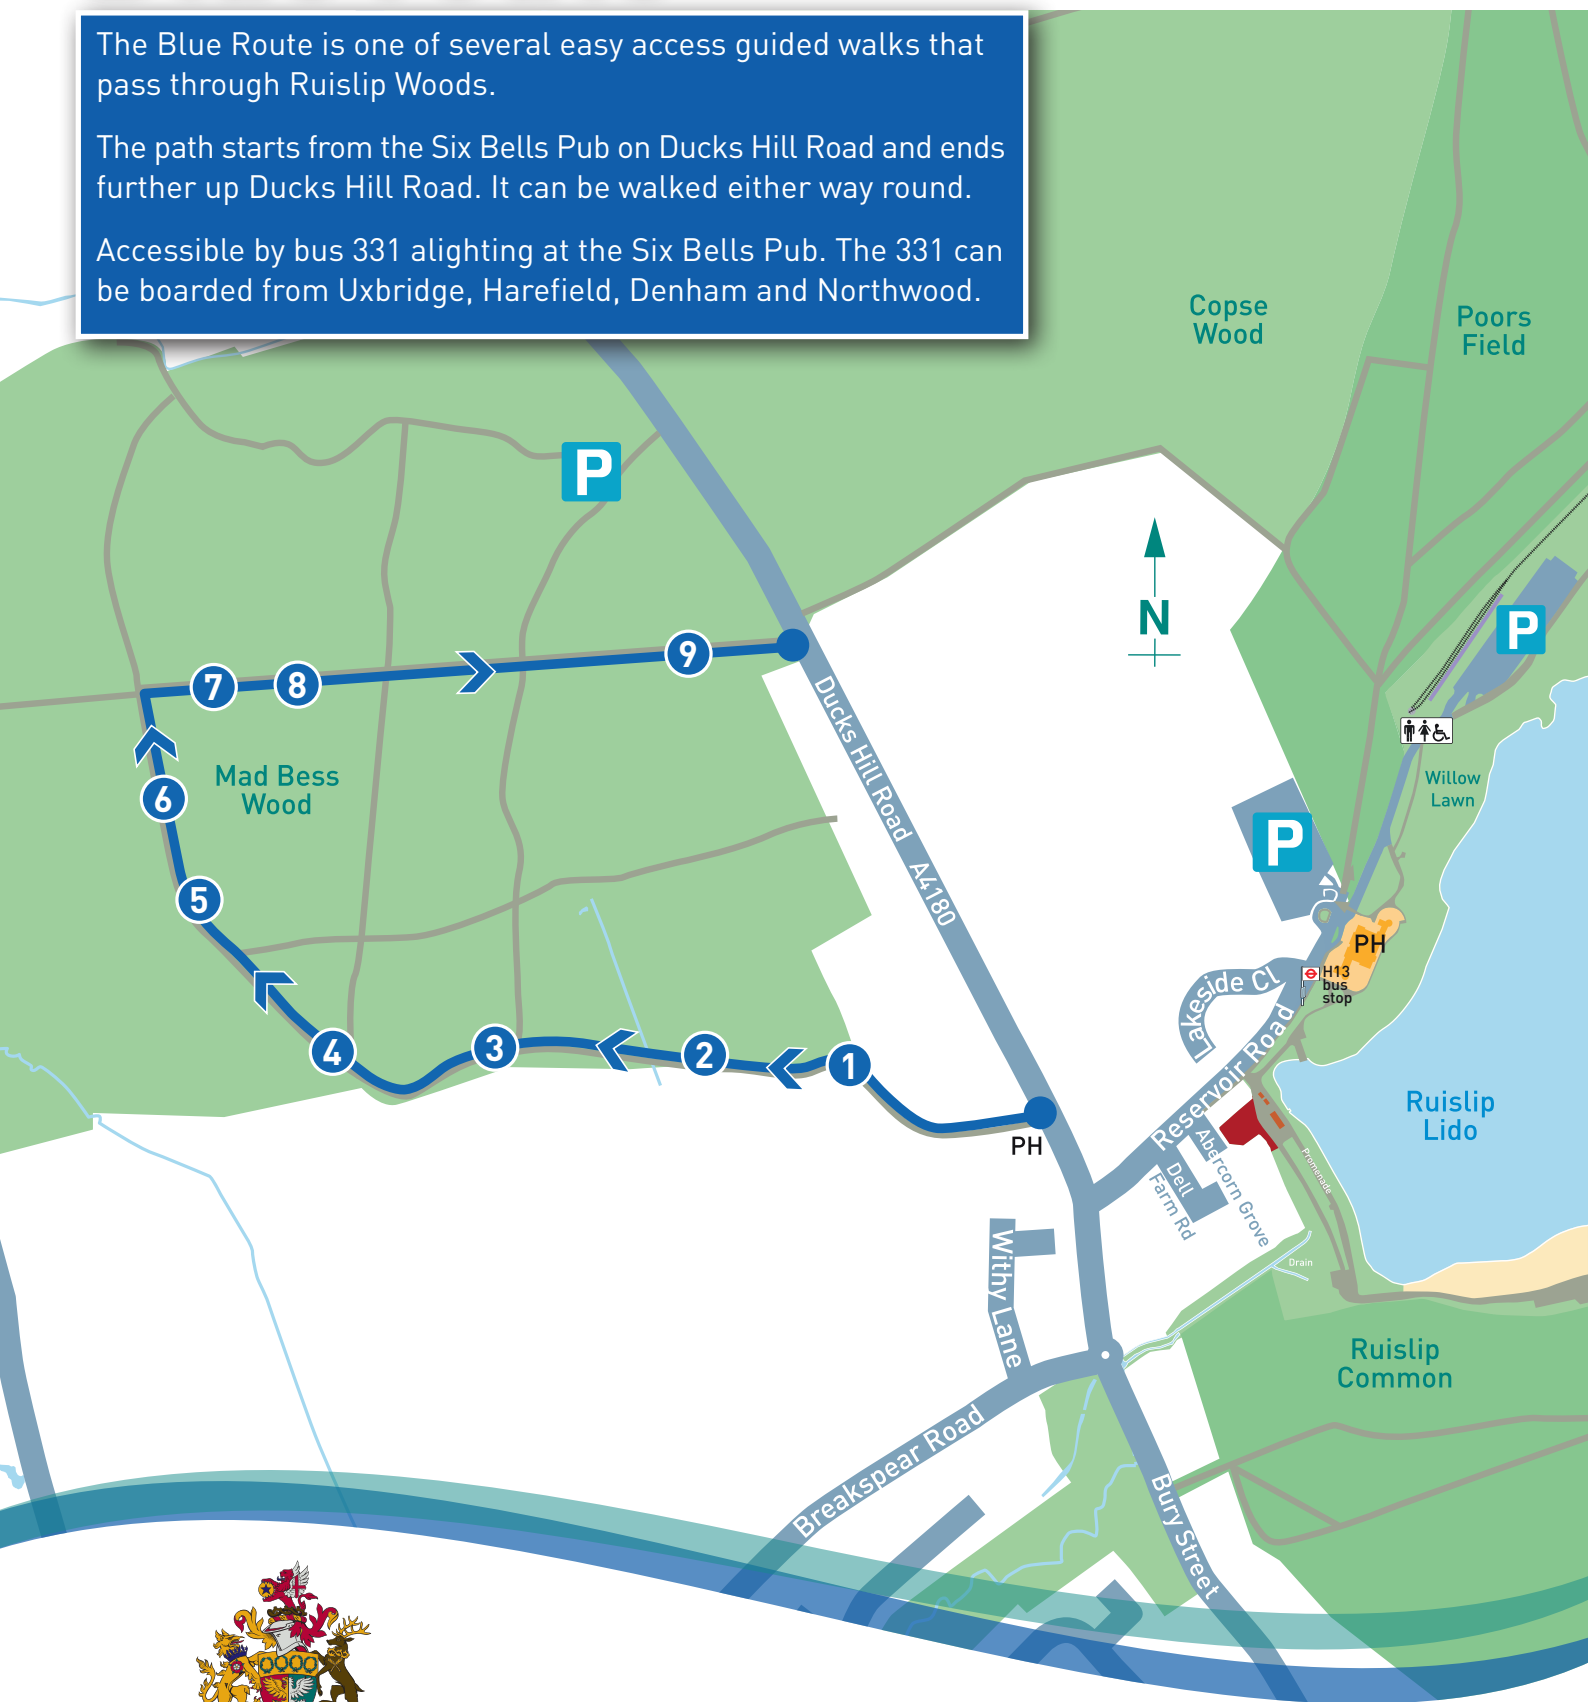 The Blue Route is one of several easy access guided walks that
pass through Ruislip Woods.
The path starts from the Six Bells Pub on Ducks Hill Road and ends
further up Ducks Hill Road. It can be walked either way round.
Accessible by bus 331 alighting at the Six Bells Pub. The 331 can
be boarded from Uxbridge, Harefield, Denham and Northwood.
Copse
Wood
Poors
Field
P
N
P
9
7
8
Ducks Hill Road A4180
Mad Bess
Wood
6
Willow
Lawn
P
5
PH
H13
bus
stop
Lakeside Cl
Reservoir Road
4
3
2
1
PH
Ruislip
Lido
Abercorn Grove
Dell
Farm Rd
Promenade
Drain
Withy Lane
Ruislip
Common
Breakspear Road
Bury Street